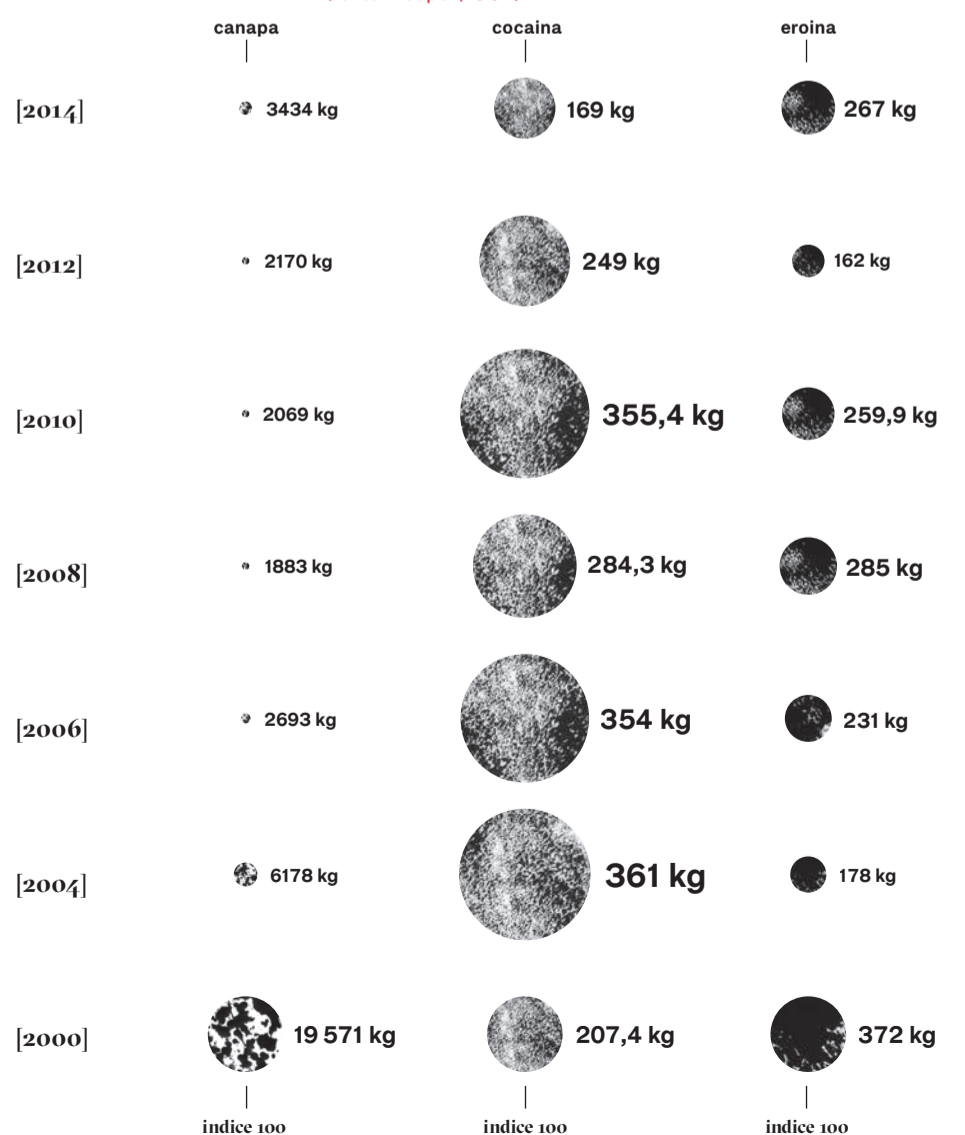 canapa cocaina eroina
[2014] 3434 kg 169 kg 267 kg
[2012] 2170 kg 249 kg 162 kg
[2010] 2069 kg 355,4 kg 259,9 kg
[2008] 1883 kg 284,3 kg 285 kg
[2006] 2693 kg 354 kg 231 kg
[2004] 6178 kg 361 kg 178 kg
[2000] 19 571 kg 207,4 kg 372 kg
indice 100 indice 100 indice 100